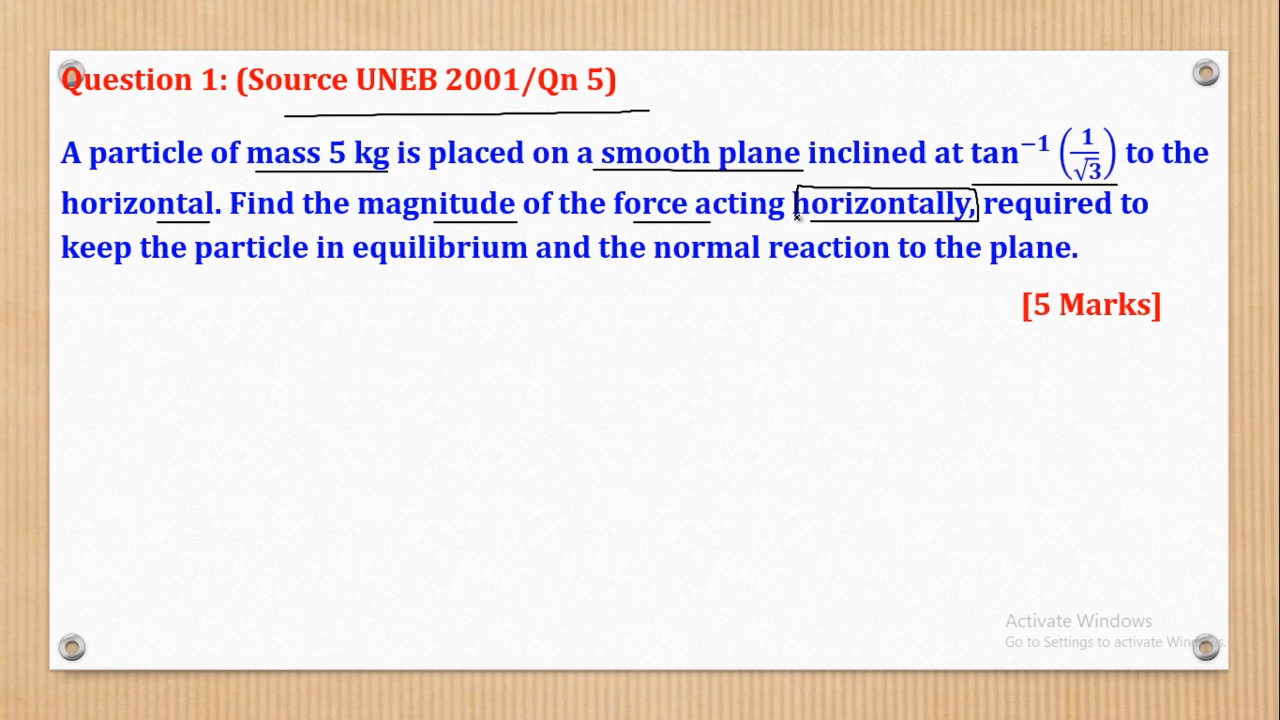 Question 1: (Source UNEB 2001/Qn 5)
A particle of mass 5 kg is placed on a smooth plane inclined at tan⁻¹ (1/√3) to the
horizontal. Find the magnitude of the force acting horizontally, required to
keep the particle in equilibrium and the normal reaction to the plane.
[5 Marks]
Activate Windows
Go to Settings to activate Windows.